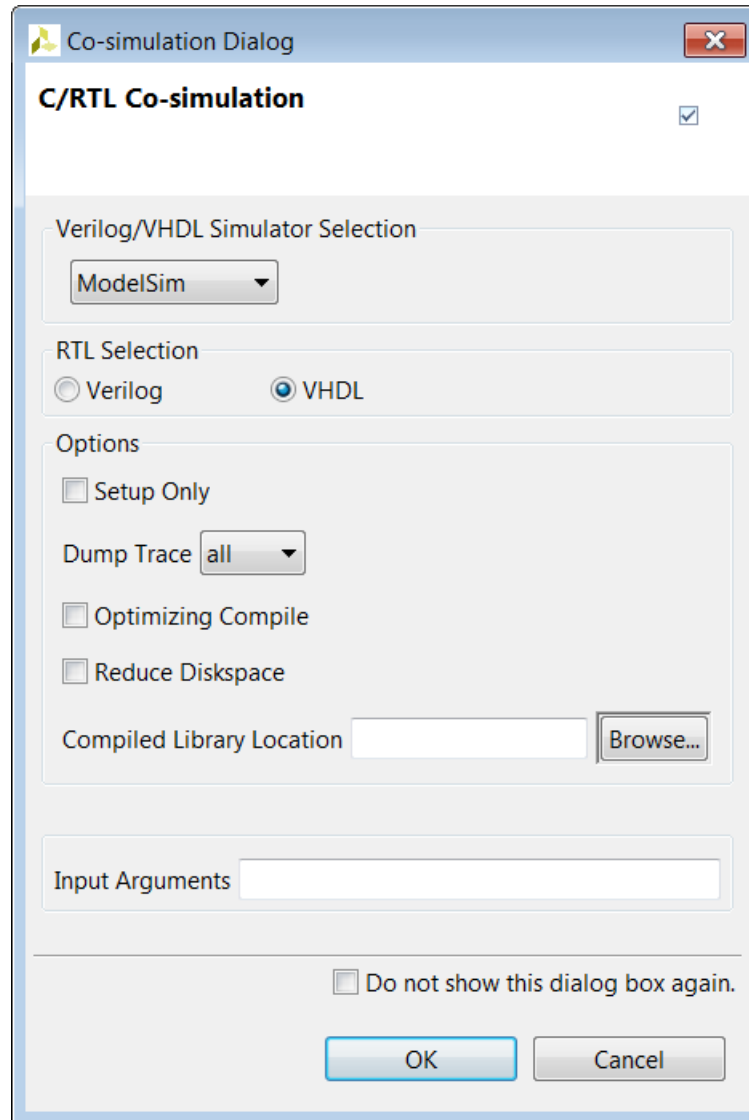 Co-simulation Dialog
C/RTL Co-simulation
Verilog/VHDL Simulator Selection
ModelSim
RTL Selection
Verilog VHDL
Options
Setup Only
Dump Trace all
Optimizing Compile
Reduce Diskspace
Compiled Library Location Browse...
Input Arguments
Do not show this dialog box again.
OK Cancel